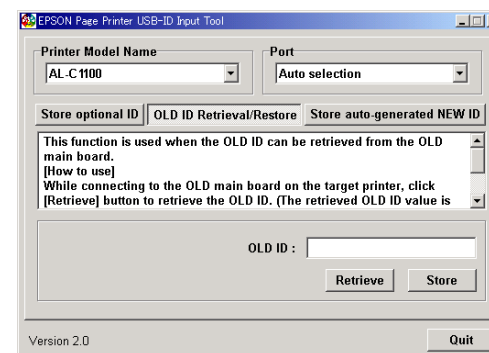 EPSON Page Printer USB-ID Input Tool
Printer Model Name
Port
AL-C1100
Auto selection
Store optional ID
OLD ID Retrieval/Restore
Store auto-generated NEW ID
This function is used when the OLD ID can be retrieved from the OLD
main board.
[How to use]
While connecting to the OLD main board on the target printer, click
[Retrieve] button to retrieve the OLD ID. (The retrieved OLD ID value is
OLD ID :
Retrieve
Store
Version 2.0
Quit